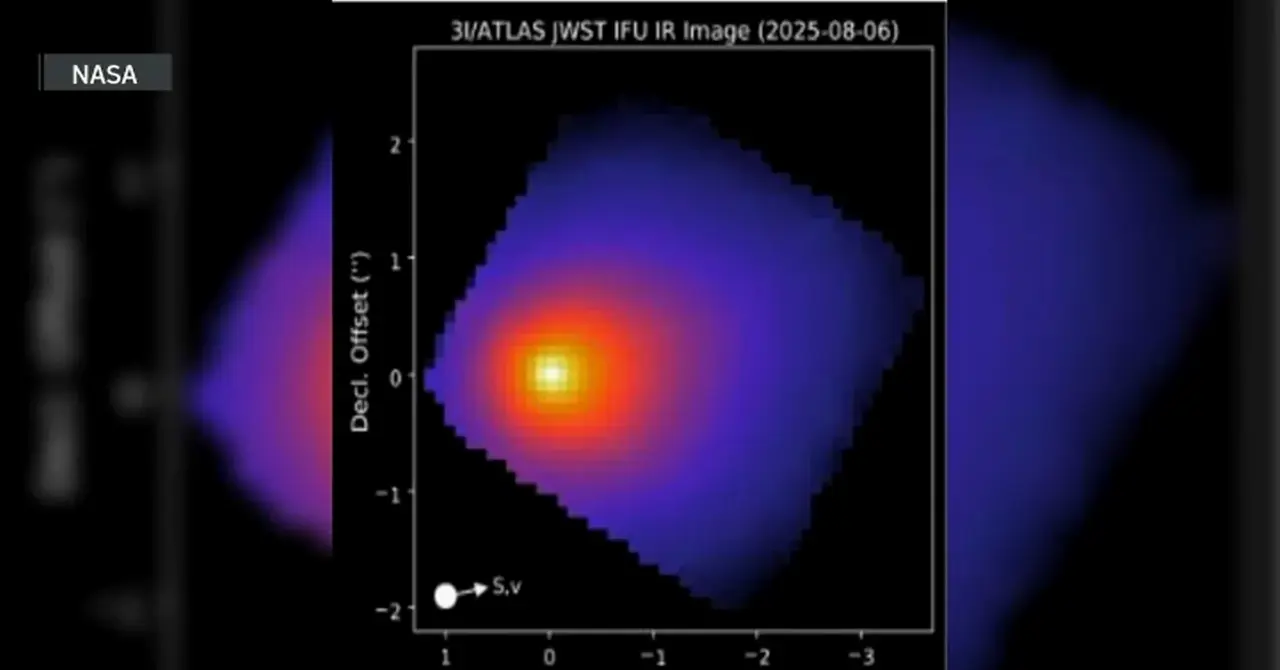 3I/ATLAS JWST IFU IR Image (2025-08-06)
NASA
Decl. Offset ('')
2
1
0
−1
−2
S,v
1
0
−1
−2
−3